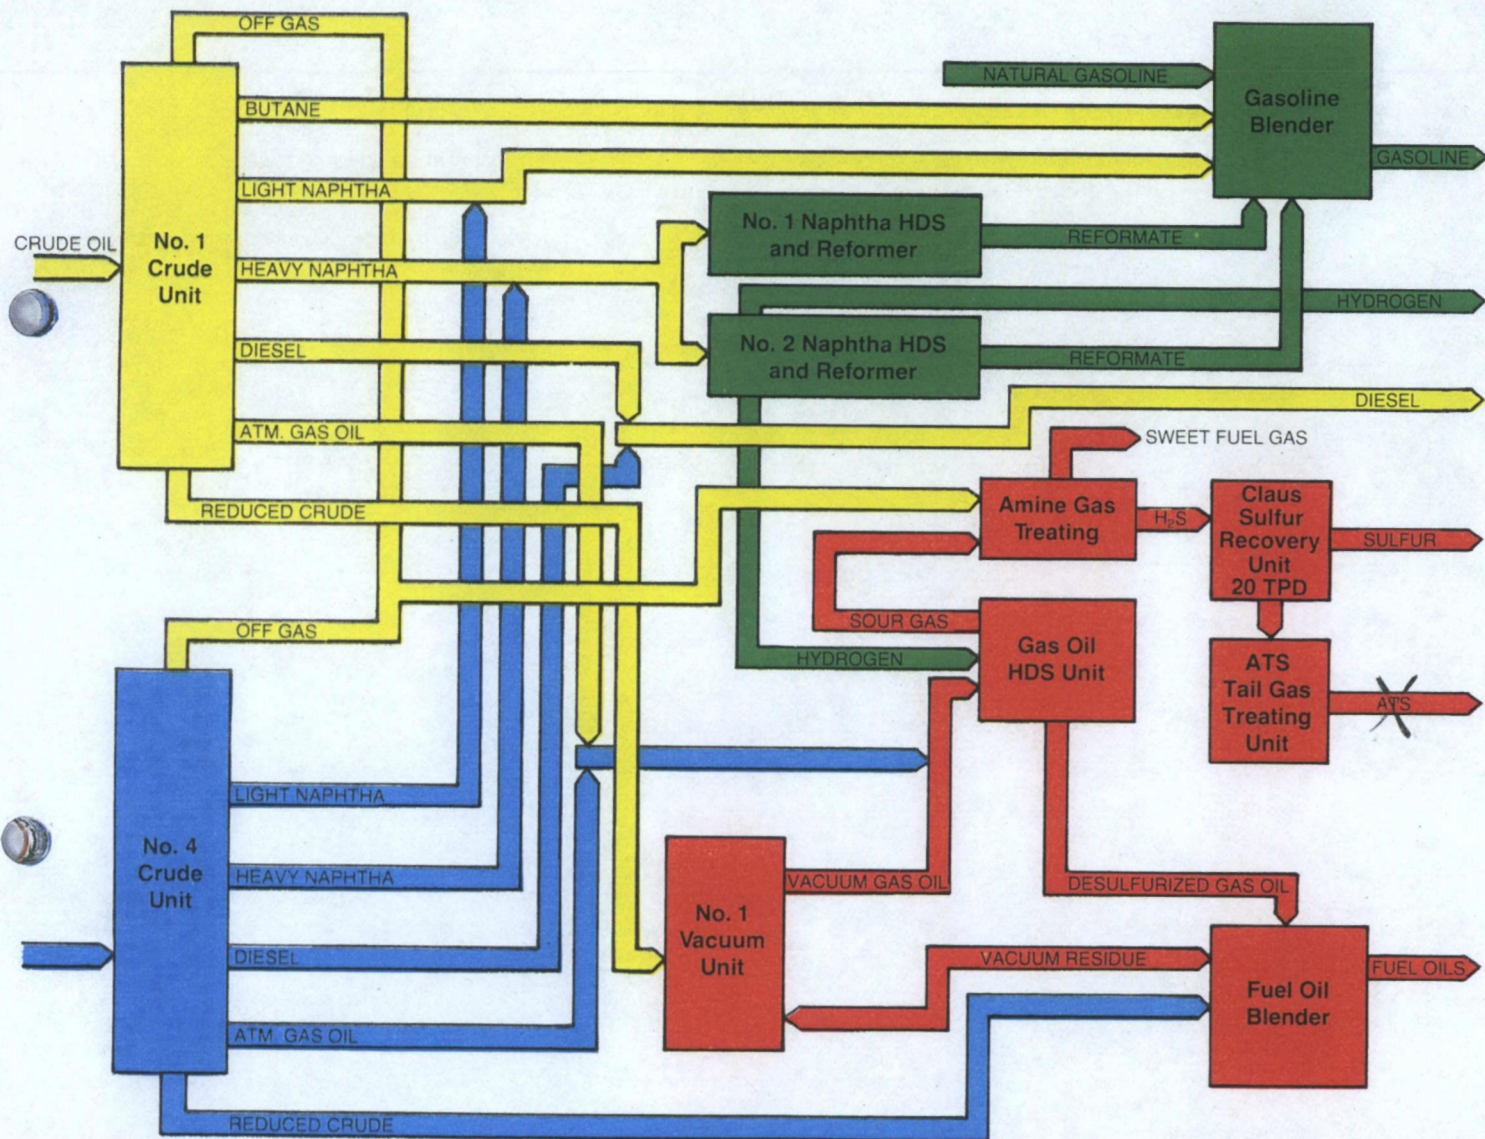 OFF GAS
BUTANE
LIGHT NAPHTHA
CRUDE OIL
No. 1
Crude
Unit
HEAVY NAPHTHA
DIESEL
ATM. GAS OIL
REDUCED CRUDE
NATURAL GASOLINE
Gasoline
Blender
GASOLINE
No. 1 Naphtha HDS
and Reformer
REFORMATE
HYDROGEN
No. 2 Naphtha HDS
and Reformer
REFORMATE
DIESEL
SWEET FUEL GAS
Amine Gas
Treating
H₂S
Claus
Sulfur
Recovery
Unit
20 TPD
SULFUR
SOUR GAS
HYDROGEN
Gas Oil
HDS Unit
ATS
Tail Gas
Treating
Unit
ATS
OFF GAS
No. 4
Crude
Unit
LIGHT NAPHTHA
HEAVY NAPHTHA
DIESEL
ATM. GAS OIL
REDUCED CRUDE
No. 1
Vacuum
Unit
VACUUM GAS OIL
DESULFURIZED GAS OIL
VACUUM RESIDUE
Fuel Oil
Blender
FUEL OILS